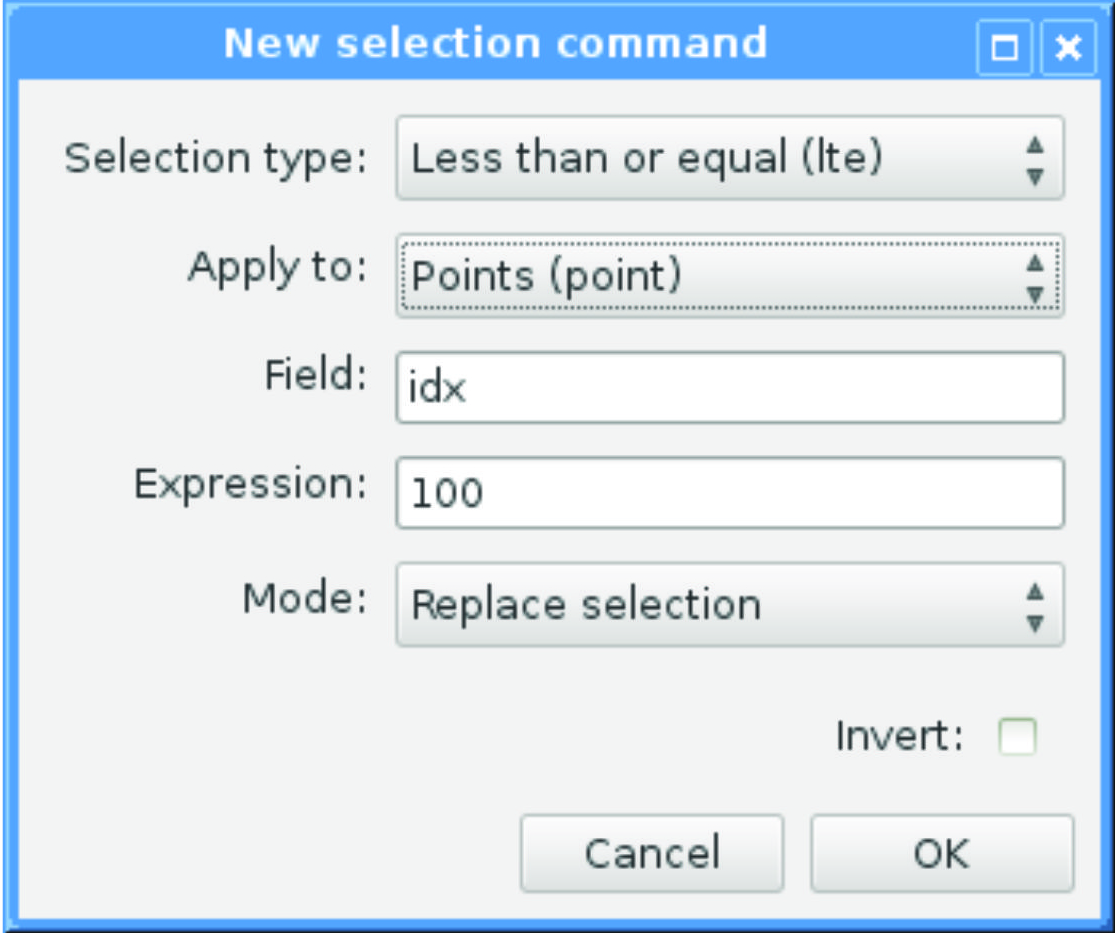 New selection command
Selection type: Less than or equal (lte)
Apply to: Points (point)
Field: idx
Expression: 100
Mode: Replace selection
Invert:
Cancel OK